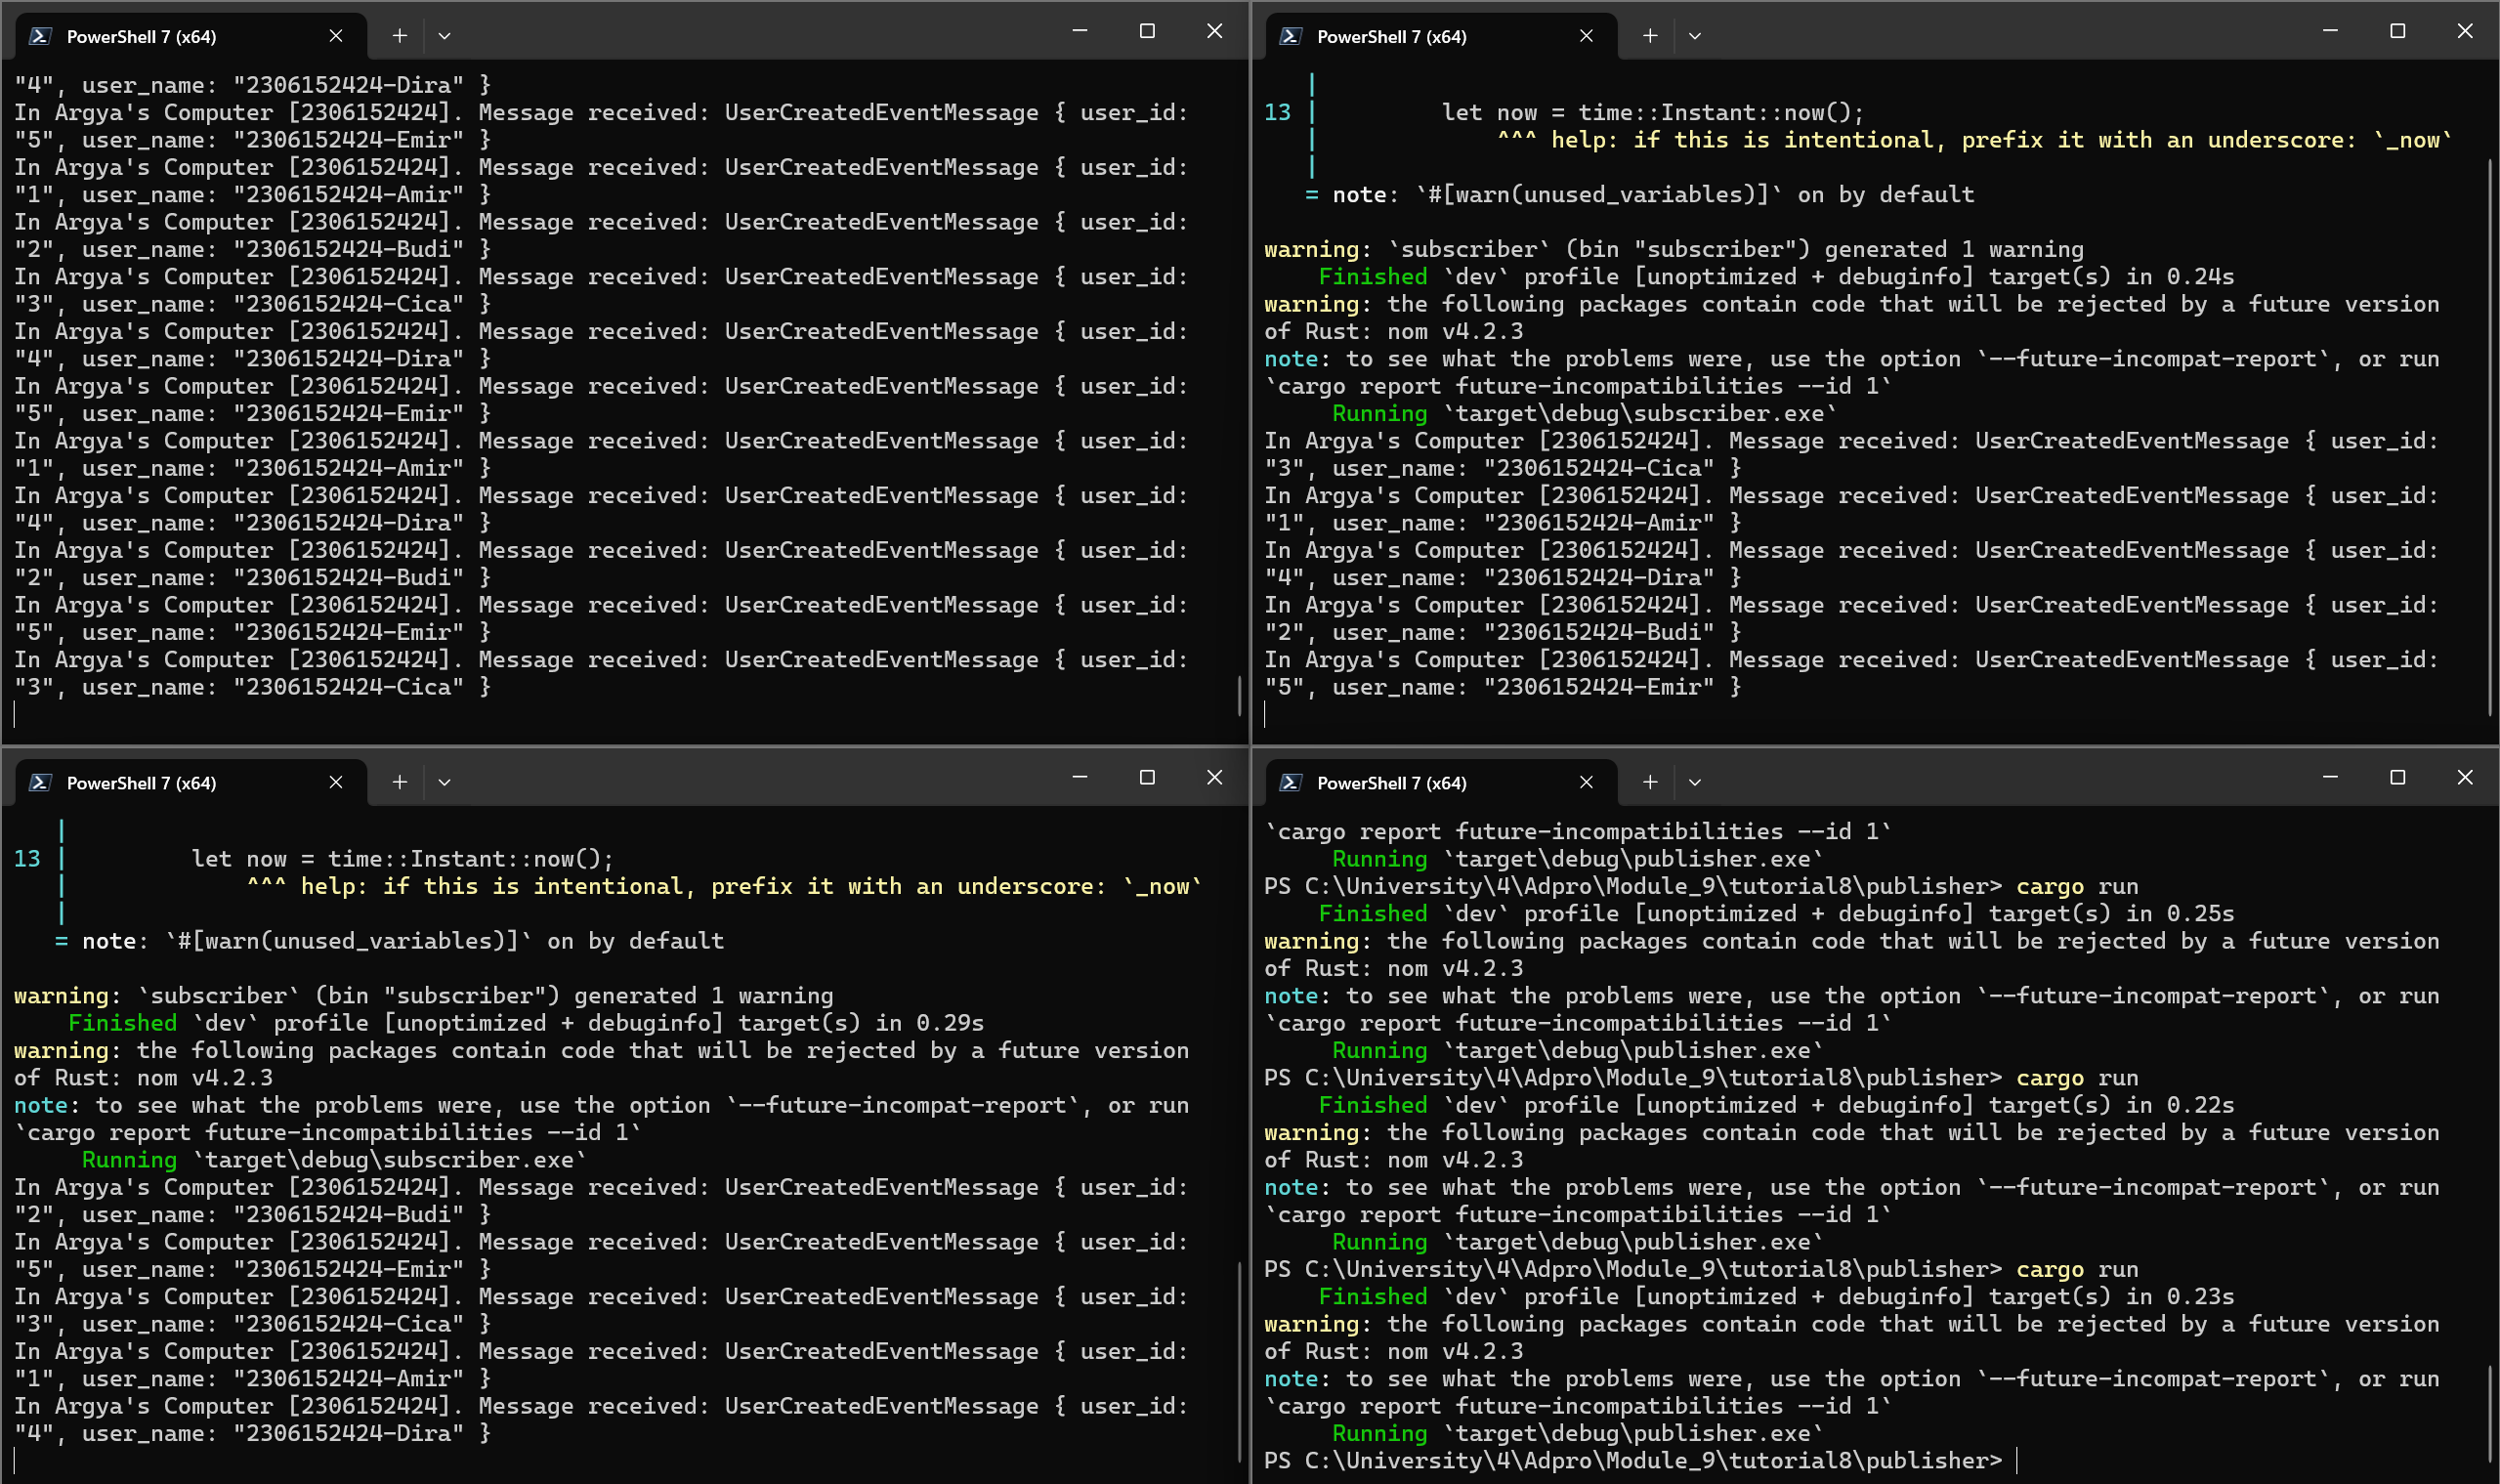 PowerShell 7 (x64)
"4", user_name: "2306152424-Dira" }
In Argya's Computer [2306152424]. Message received: UserCreatedEventMessage { user_id:
"5", user_name: "2306152424-Emir" }
In Argya's Computer [2306152424]. Message received: UserCreatedEventMessage { user_id:
"1", user_name: "2306152424-Amir" }
In Argya's Computer [2306152424]. Message received: UserCreatedEventMessage { user_id:
"2", user_name: "2306152424-Budi" }
In Argya's Computer [2306152424]. Message received: UserCreatedEventMessage { user_id:
"3", user_name: "2306152424-Cica" }
In Argya's Computer [2306152424]. Message received: UserCreatedEventMessage { user_id:
"4", user_name: "2306152424-Dira" }
In Argya's Computer [2306152424]. Message received: UserCreatedEventMessage { user_id:
"5", user_name: "2306152424-Emir" }
In Argya's Computer [2306152424]. Message received: UserCreatedEventMessage { user_id:
"1", user_name: "2306152424-Amir" }
In Argya's Computer [2306152424]. Message received: UserCreatedEventMessage { user_id:
"4", user_name: "2306152424-Dira" }
In Argya's Computer [2306152424]. Message received: UserCreatedEventMessage { user_id:
"2", user_name: "2306152424-Budi" }
In Argya's Computer [2306152424]. Message received: UserCreatedEventMessage { user_id:
"5", user_name: "2306152424-Emir" }
In Argya's Computer [2306152424]. Message received: UserCreatedEventMessage { user_id:
"3", user_name: "2306152424-Cica" }
PowerShell 7 (x64)
|
13 |         let now = time::Instant::now();
|             ^^^ help: if this is intentional, prefix it with an underscore: `_now`
|
= note: `#[warn(unused_variables)]` on by default
warning: `subscriber` (bin "subscriber") generated 1 warning
Finished `dev` profile [unoptimized + debuginfo] target(s) in 0.24s
warning: the following packages contain code that will be rejected by a future version
of Rust: nom v4.2.3
note: to see what the problems were, use the option `--future-incompat-report`, or run
`cargo report future-incompatibilities --id 1`
Running `target\debug\subscriber.exe`
In Argya's Computer [2306152424]. Message received: UserCreatedEventMessage { user_id:
"3", user_name: "2306152424-Cica" }
In Argya's Computer [2306152424]. Message received: UserCreatedEventMessage { user_id:
"1", user_name: "2306152424-Amir" }
In Argya's Computer [2306152424]. Message received: UserCreatedEventMessage { user_id:
"4", user_name: "2306152424-Dira" }
In Argya's Computer [2306152424]. Message received: UserCreatedEventMessage { user_id:
"2", user_name: "2306152424-Budi" }
In Argya's Computer [2306152424]. Message received: UserCreatedEventMessage { user_id:
"5", user_name: "2306152424-Emir" }
PowerShell 7 (x64)
|
13 |         let now = time::Instant::now();
|             ^^^ help: if this is intentional, prefix it with an underscore: `_now`
|
= note: `#[warn(unused_variables)]` on by default
warning: `subscriber` (bin "subscriber") generated 1 warning
Finished `dev` profile [unoptimized + debuginfo] target(s) in 0.29s
warning: the following packages contain code that will be rejected by a future version
of Rust: nom v4.2.3
note: to see what the problems were, use the option `--future-incompat-report`, or run
`cargo report future-incompatibilities --id 1`
Running `target\debug\subscriber.exe`
In Argya's Computer [2306152424]. Message received: UserCreatedEventMessage { user_id:
"2", user_name: "2306152424-Budi" }
In Argya's Computer [2306152424]. Message received: UserCreatedEventMessage { user_id:
"5", user_name: "2306152424-Emir" }
In Argya's Computer [2306152424]. Message received: UserCreatedEventMessage { user_id:
"3", user_name: "2306152424-Cica" }
In Argya's Computer [2306152424]. Message received: UserCreatedEventMessage { user_id:
"1", user_name: "2306152424-Amir" }
In Argya's Computer [2306152424]. Message received: UserCreatedEventMessage { user_id:
"4", user_name: "2306152424-Dira" }
PowerShell 7 (x64)
`cargo report future-incompatibilities --id 1`
Running `target\debug\publisher.exe`
PS C:\University\4\Adpro\Module_9\tutorial8\publisher> cargo run
Finished `dev` profile [unoptimized + debuginfo] target(s) in 0.25s
warning: the following packages contain code that will be rejected by a future version
of Rust: nom v4.2.3
note: to see what the problems were, use the option `--future-incompat-report`, or run
`cargo report future-incompatibilities --id 1`
Running `target\debug\publisher.exe`
PS C:\University\4\Adpro\Module_9\tutorial8\publisher> cargo run
Finished `dev` profile [unoptimized + debuginfo] target(s) in 0.22s
warning: the following packages contain code that will be rejected by a future version
of Rust: nom v4.2.3
note: to see what the problems were, use the option `--future-incompat-report`, or run
`cargo report future-incompatibilities --id 1`
Running `target\debug\publisher.exe`
PS C:\University\4\Adpro\Module_9\tutorial8\publisher> cargo run
Finished `dev` profile [unoptimized + debuginfo] target(s) in 0.23s
warning: the following packages contain code that will be rejected by a future version
of Rust: nom v4.2.3
note: to see what the problems were, use the option `--future-incompat-report`, or run
`cargo report future-incompatibilities --id 1`
Running `target\debug\publisher.exe`
PS C:\University\4\Adpro\Module_9\tutorial8\publisher>